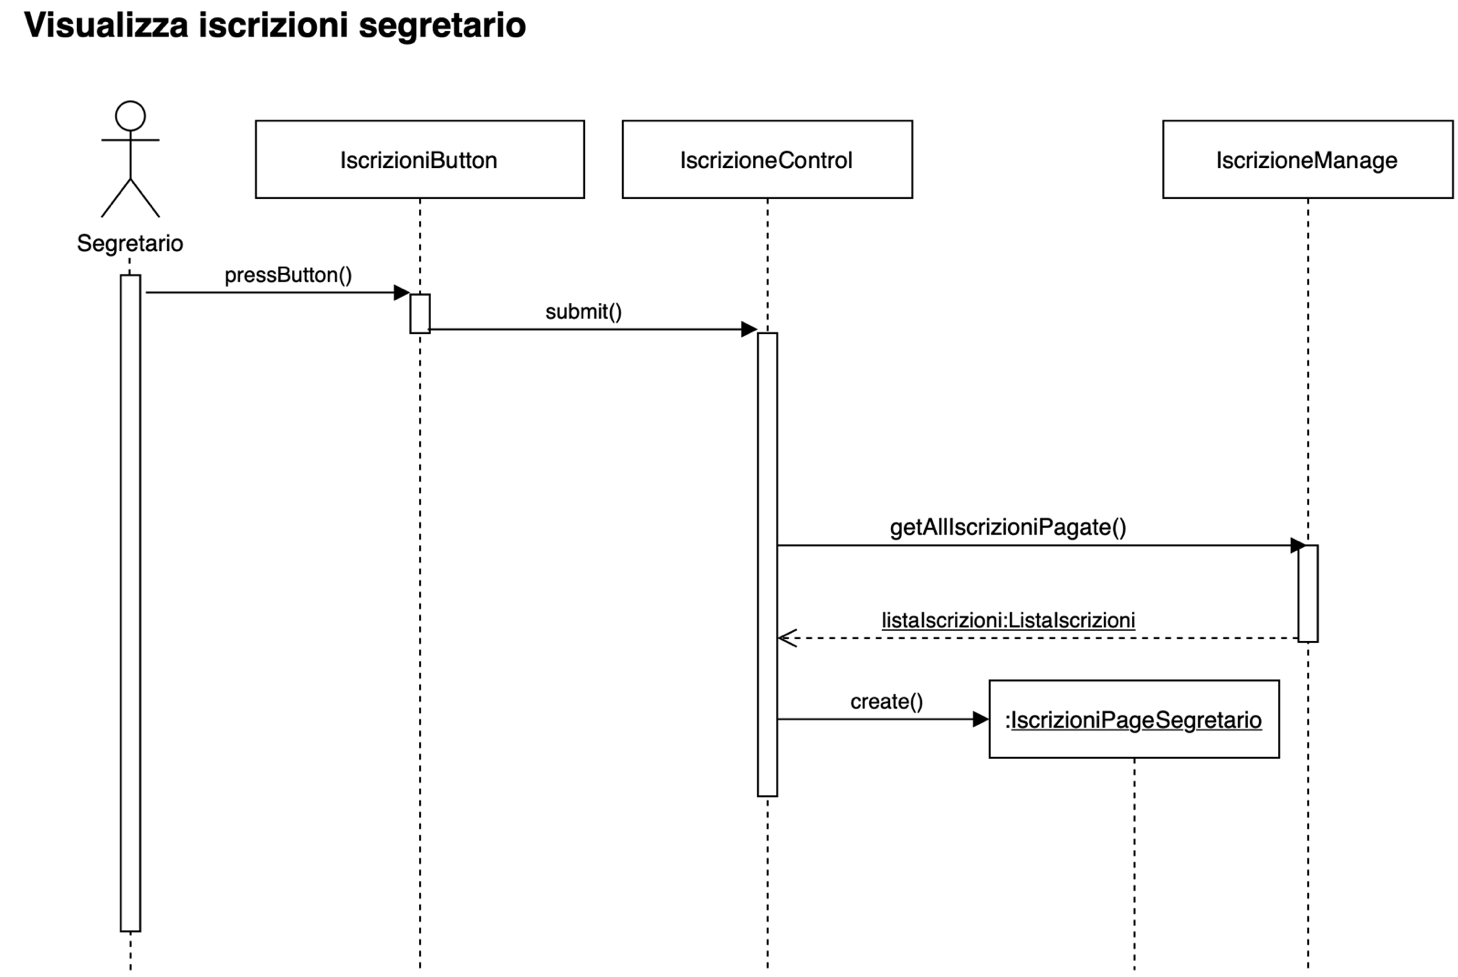 Visualizza iscrizioni segretario
IscrizioniButton
IscrizioneControl
IscrizioneManage
Segretario
pressButton()
submit()
getAllIscrizioniPagate()
listaIscrizioni:ListaIscrizioni
create()
:IscrizioniPageSegretario